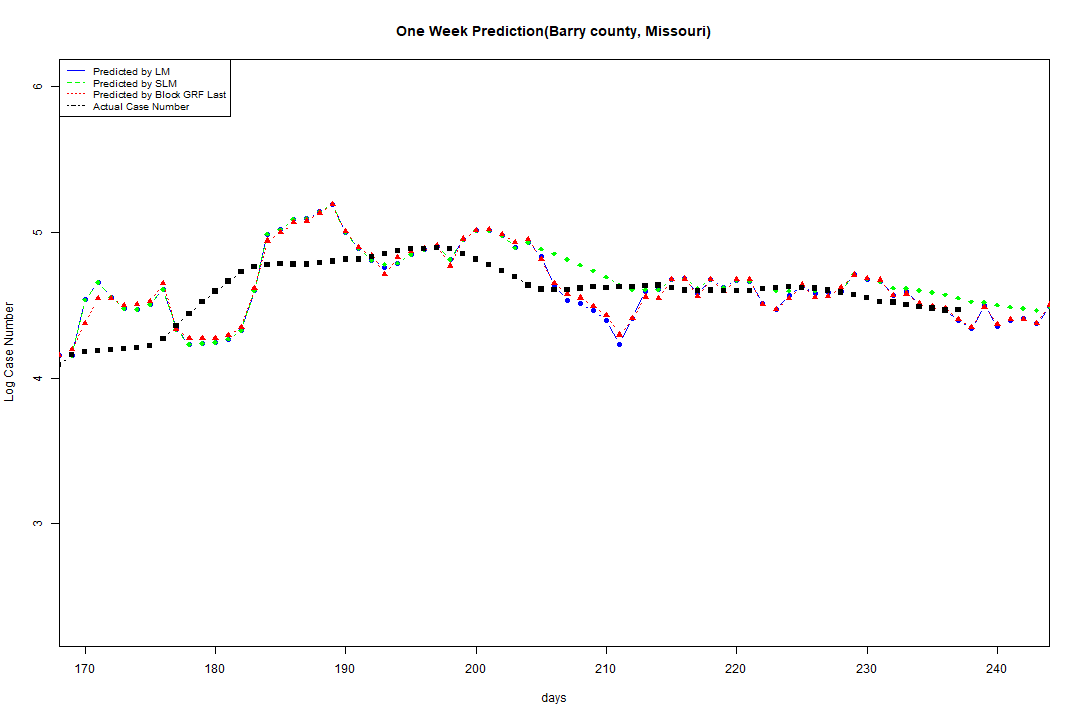 One Week Prediction(Barry county, Missouri)
Predicted by LM
Predicted by SLM
Predicted by Block GRF Last
Actual Case Number
6
5
4
3
Log Case Number
170 180 190 200 210 220 230 240
days